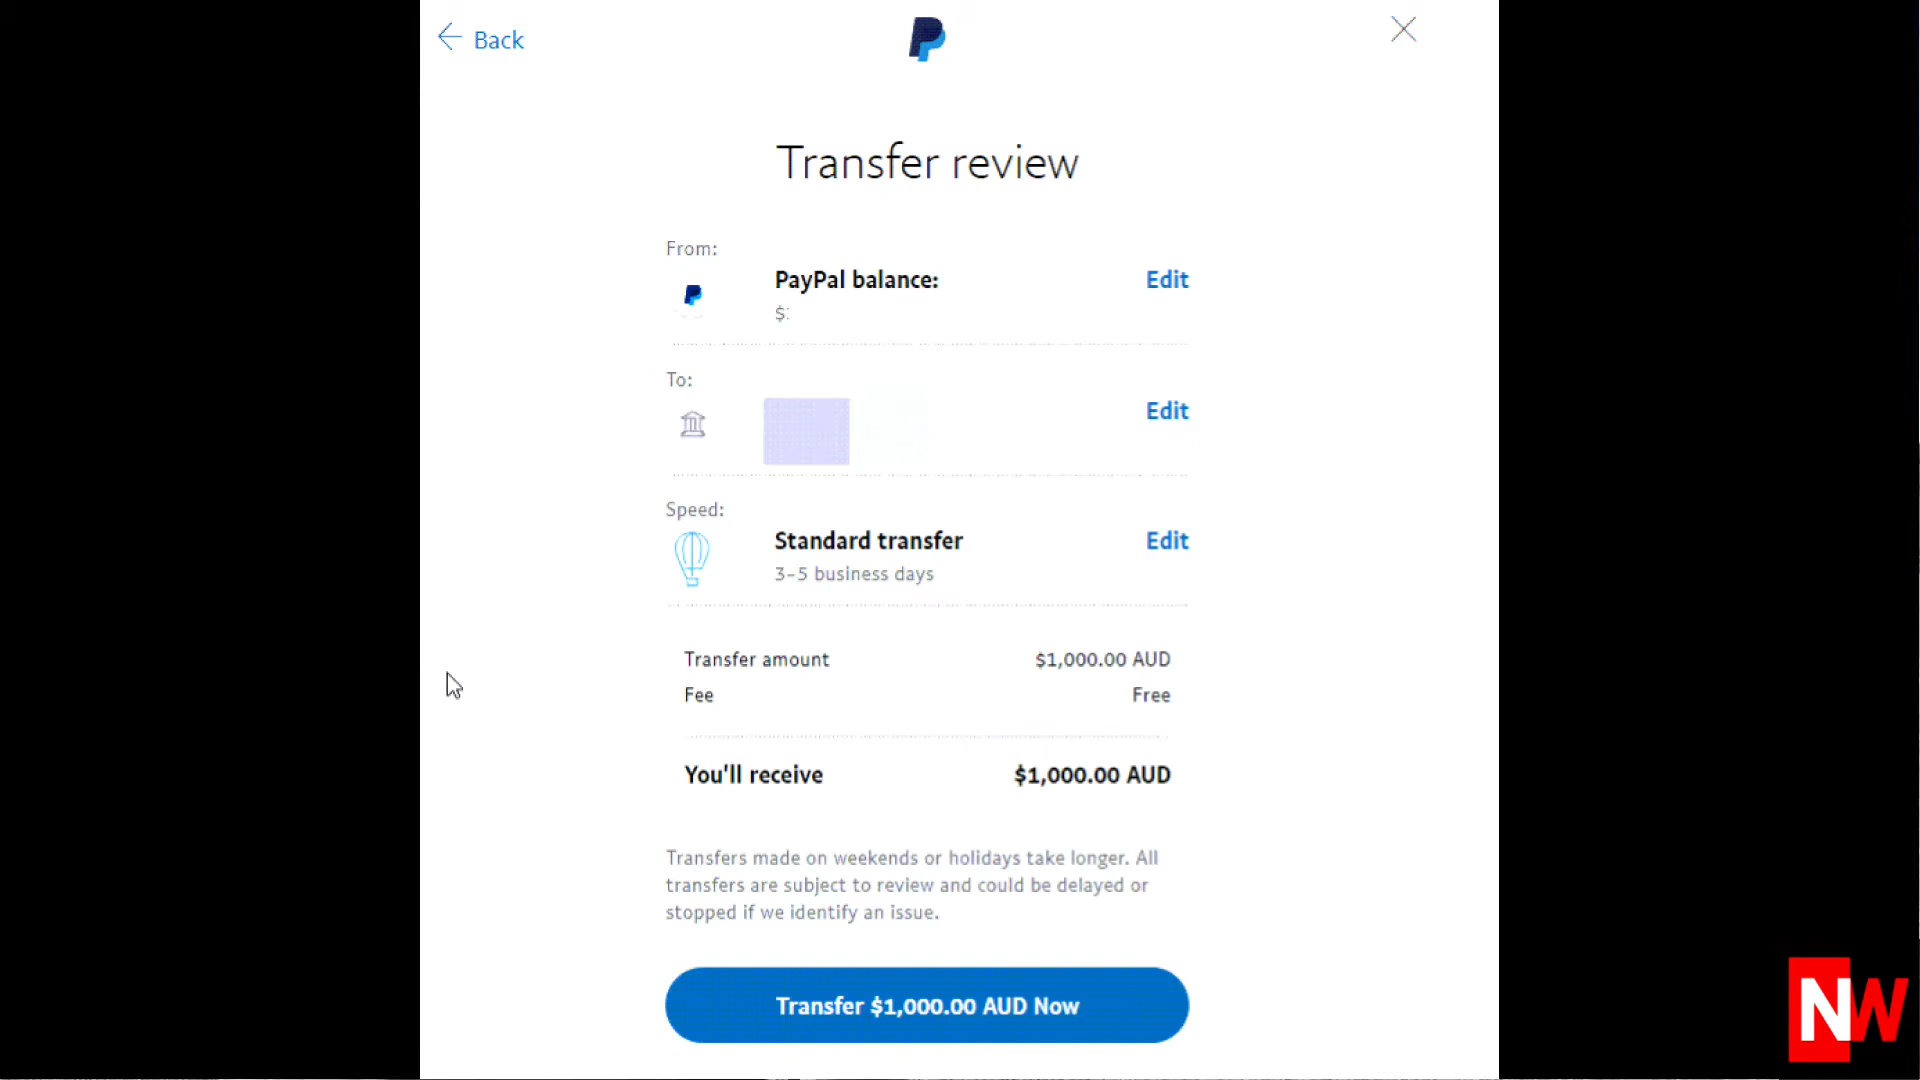 Back
Transfer review
From:
PayPal balance:
Edit
$
To:
Edit
Speed:
Standard transfer
Edit
3-5 business days
Transfer amount $1,000.00 AUD
Fee Free
You'll receive $1,000.00 AUD
Transfers made on weekends or holidays take longer. All
transfers are subject to review and could be delayed or
stopped if we identify an issue.
Transfer $1,000.00 AUD Now
NW